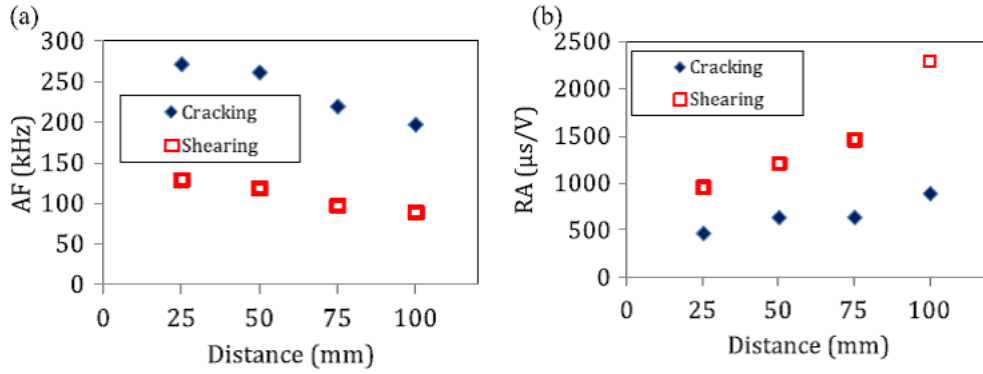 (a)
300
250
200
150
100
50
0
AF (kHz)
Cracking
Shearing
0 25 50 75 100
Distance (mm)
(b)
2500
2000
1500
1000
500
0
RA (μs/V)
Cracking
Shearing
0 25 50 75 100
Distance (mm)